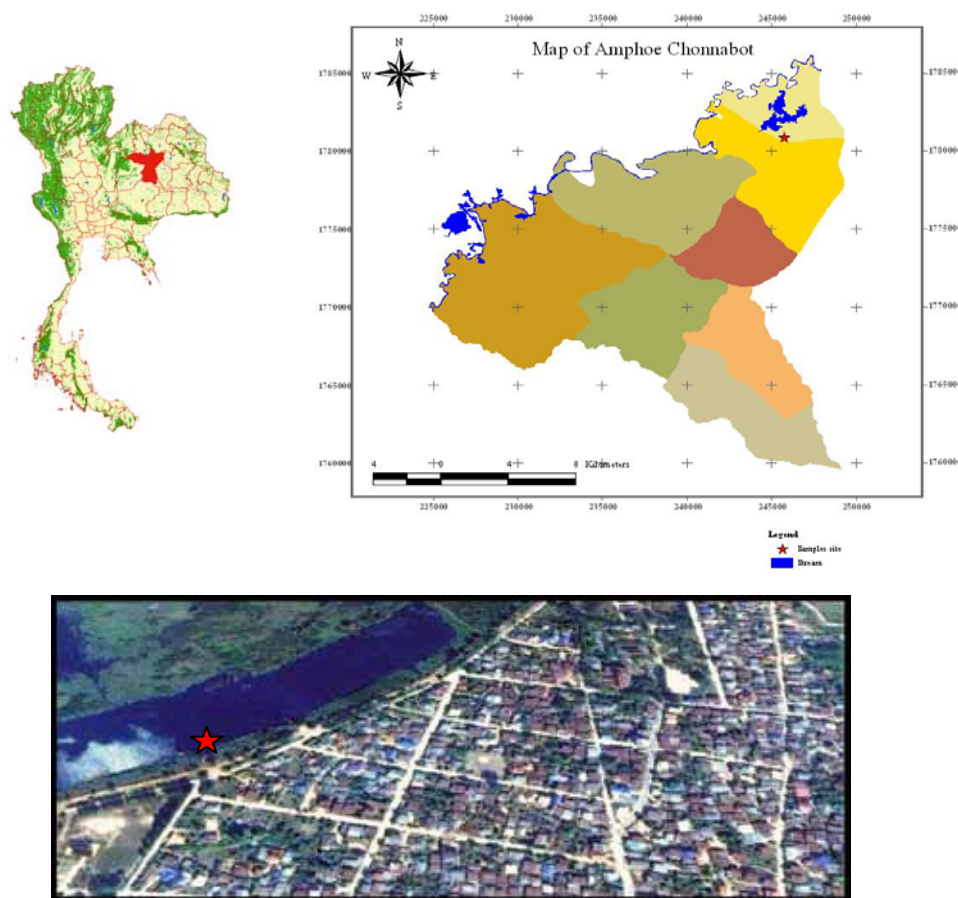 225000 230000 235000 240000 245000 250000
Map of Amphoe Chonnabot
N
W E
S
1785000 1785000
1780000 1780000
1775000 1775000
1770000 1770000
1765000 1765000
1760000 1760000
4 0 4 8 Kilometers
225000 230000 235000 240000 245000 250000
Legend
Samples site
Stream